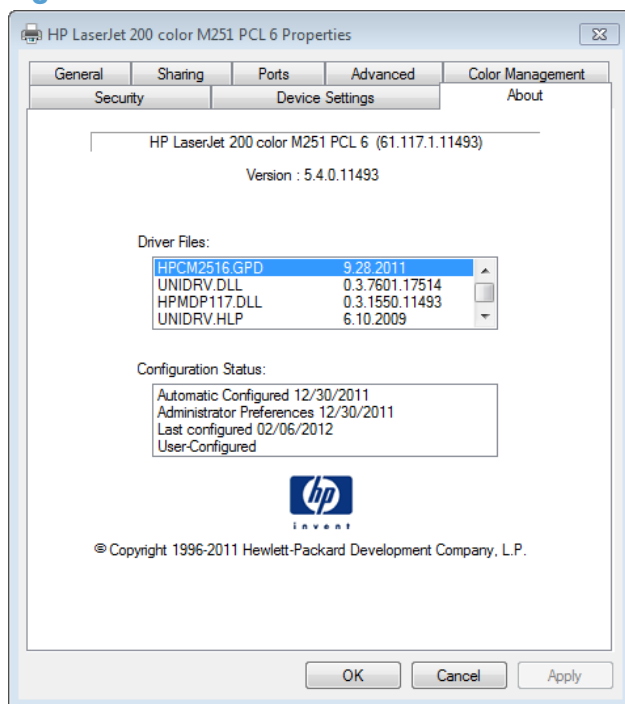 HP LaserJet 200 color M251 PCL 6 Properties
General Sharing Ports Advanced Color Management
Security Device Settings About
HP LaserJet 200 color M251 PCL 6 (61.117.1.11493)
Version : 5.4.0.11493
Driver Files:
HPCM2516.GPD 9.28.2011
UNIDRV.DLL 0.3.7601.17514
HPMDP117.DLL 0.3.1550.11493
UNIDRV.HLP 6.10.2009
Configuration Status:
Automatic Configured 12/30/2011
Administrator Preferences 12/30/2011
Last configured 02/06/2012
User-Configured
hp
invent
© Copyright 1996-2011 Hewlett-Packard Development Company, L.P.
OK Cancel Apply